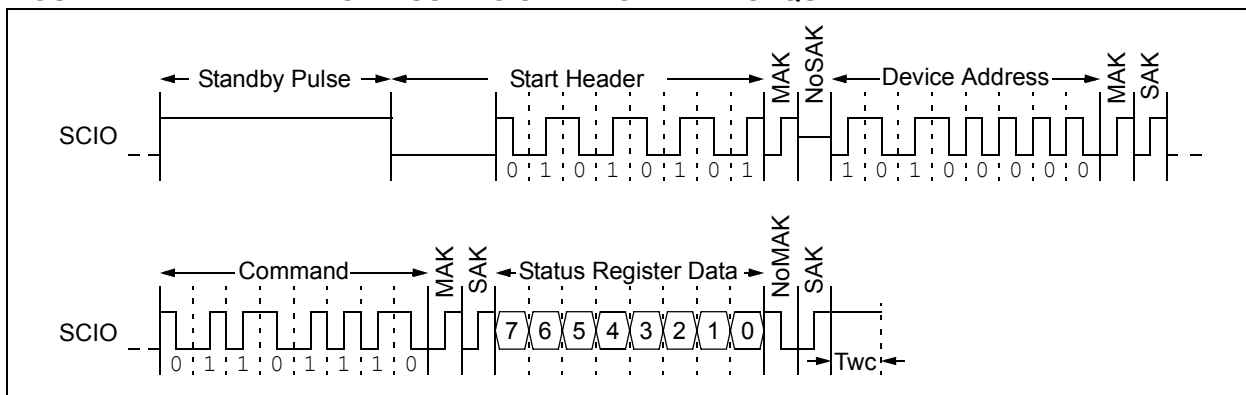 Standby Pulse Start Header MAK NoSAK Device Address MAK SAK
SCIO
0 1 0 1 0 1 0 1 1 0 1 0 0 0 0 0
Command MAK SAK Status Register Data NoMAK SAK
SCIO 7 6 5 4 3 2 1 0
0 1 1 0 1 1 1 0 Twc